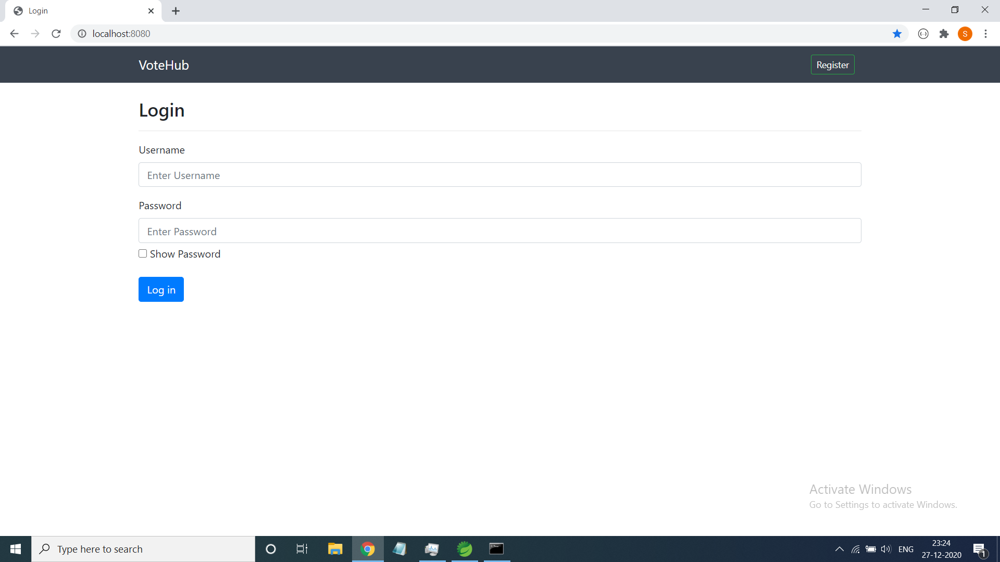 Login
localhost:8080
S
VoteHub
Register
Login
Username
Enter Username
Password
Enter Password
Show Password
Log in
Activate Windows
Go to Settings to activate Windows.
Type here to search
ENG
23:24
27-12-2020
1